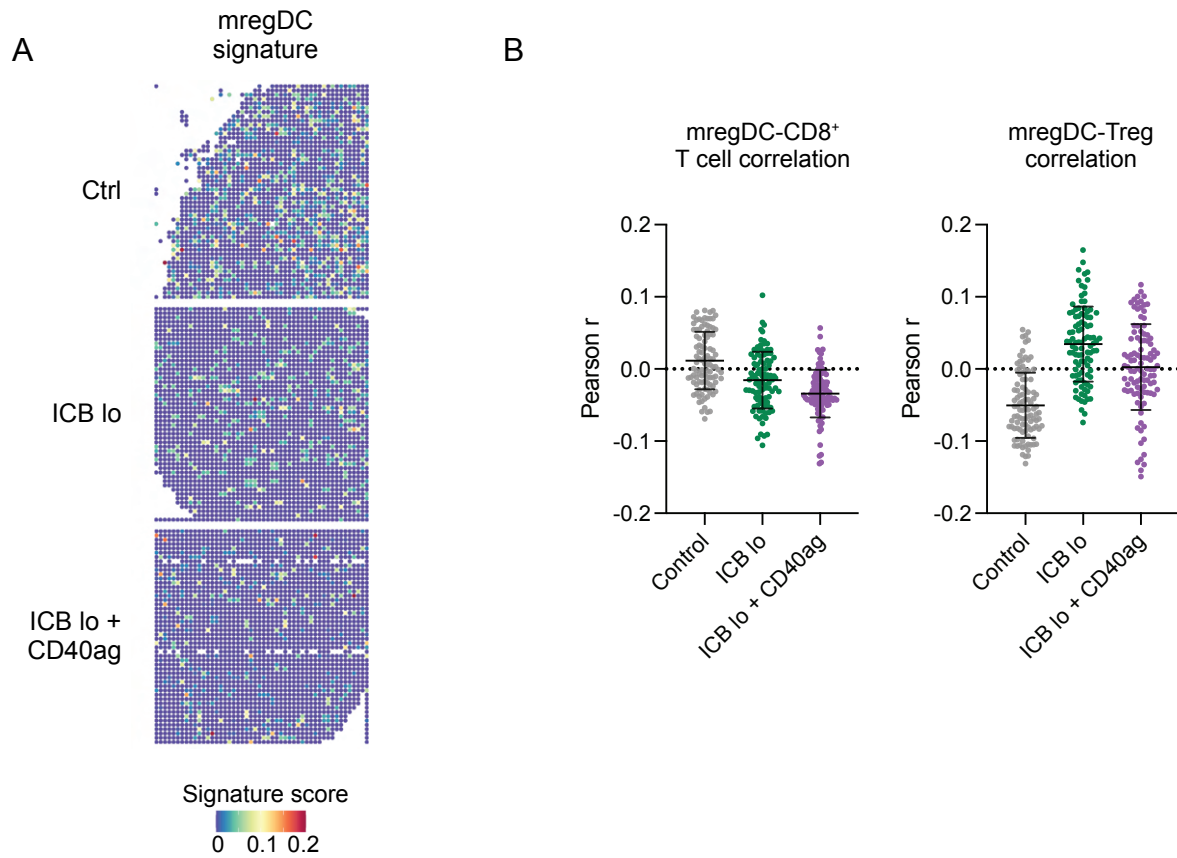 A
mregDC
signature
Ctrl
ICB lo
ICB lo +
CD40ag
Signature score
0 0.1 0.2
B
mregDC-CD8⁺
T cell correlation
Pearson r
0.2
0.1
0.0
-0.1
-0.2
Control
ICB lo
ICB lo + CD40ag
mregDC-Treg
correlation
Pearson r
0.2
0.1
0.0
-0.1
-0.2
Control
ICB lo
ICB lo + CD40ag